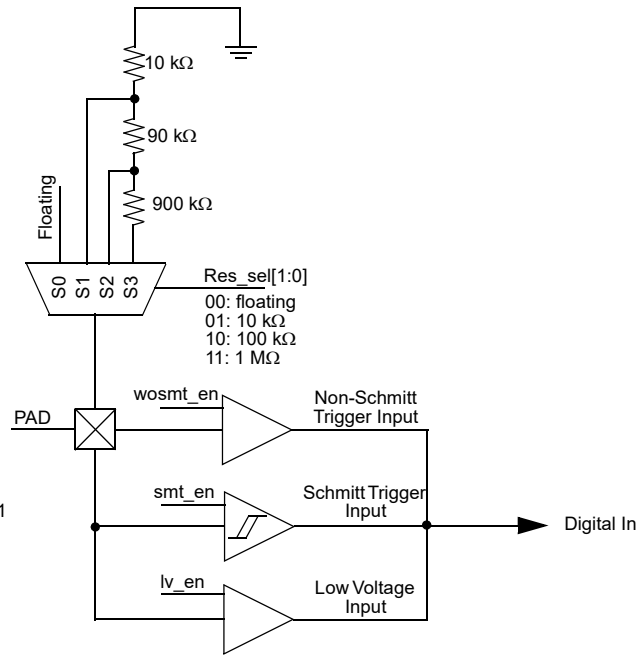 10 kΩ
90 kΩ
900 kΩ
Floating
S0
S1
S2
S3
Res_sel[1:0]
00: floating
01: 10 kΩ
10: 100 kΩ
11: 1 MΩ
wosmt_en
Non-Schmitt
Trigger Input
PAD
smt_en
Schmitt Trigger
Input
1
Digital In
lv_en
Low Voltage
Input